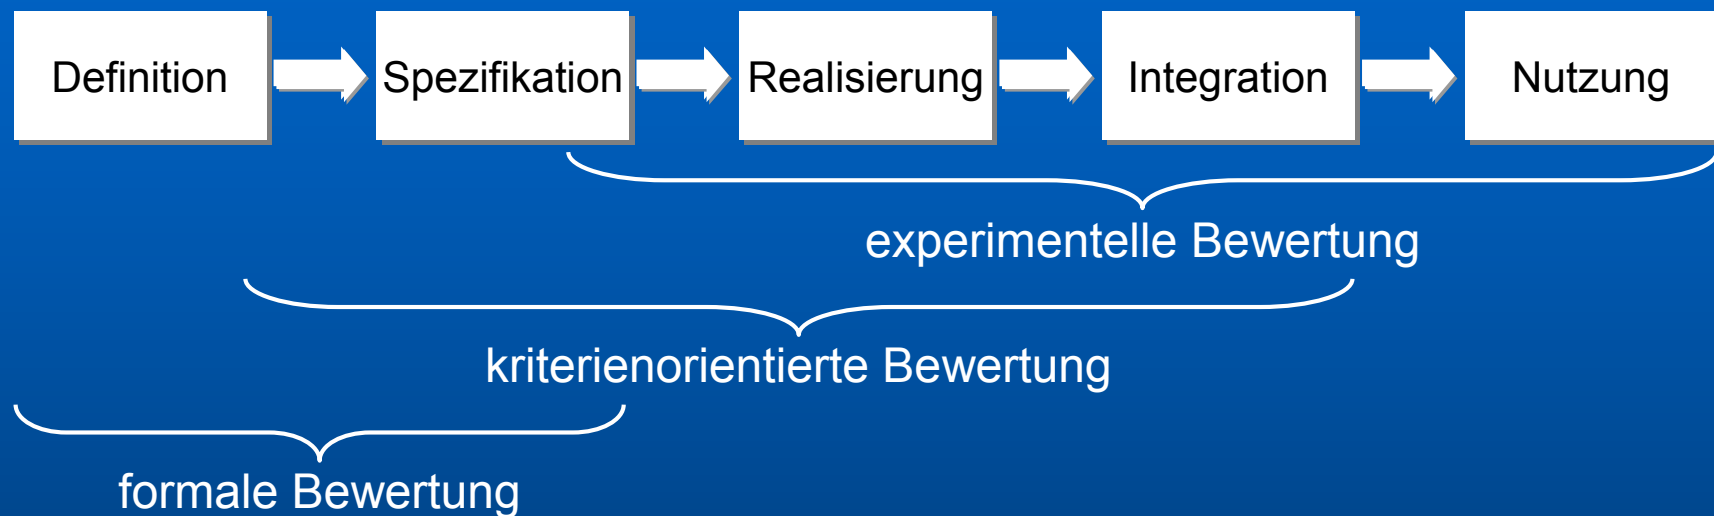 Definition
Spezifikation
Realisierung
Integration
Nutzung
experimentelle Bewertung
kriterienorientierte Bewertung
formale Bewertung